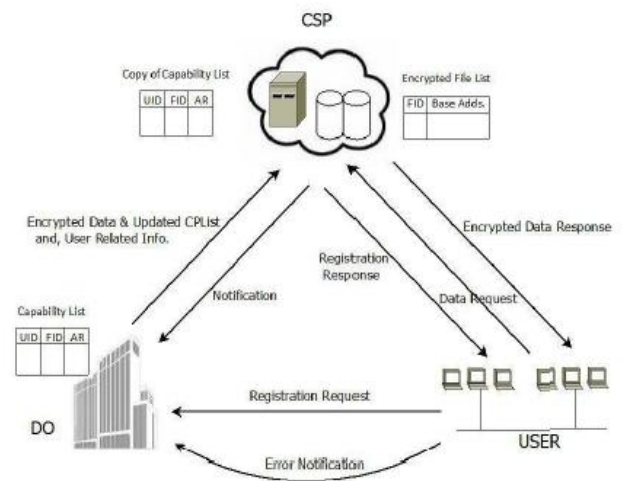 CSP
Copy of Capability List
UID FID AR
Encrypted File List
FID Base Adds.
Encrypted Data & Updated CPList
and, User Related Info.
Notification
Registration
Response
Encrypted Data Response
Data Request
Capability List
UID FID AR
DO
Registration Request
Error Notification
USER